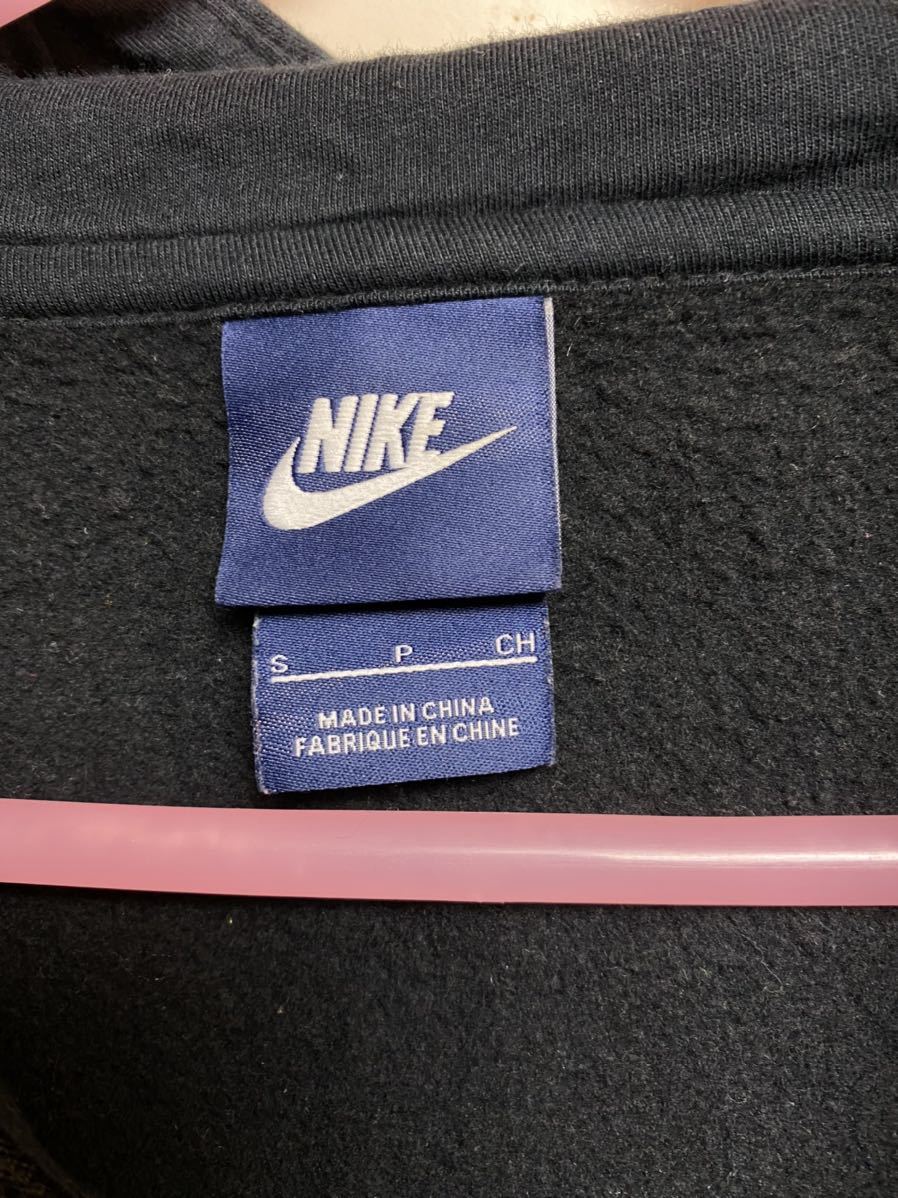 NIKE
S P CH
MADE IN CHINA
FABRIQUE EN CHINE